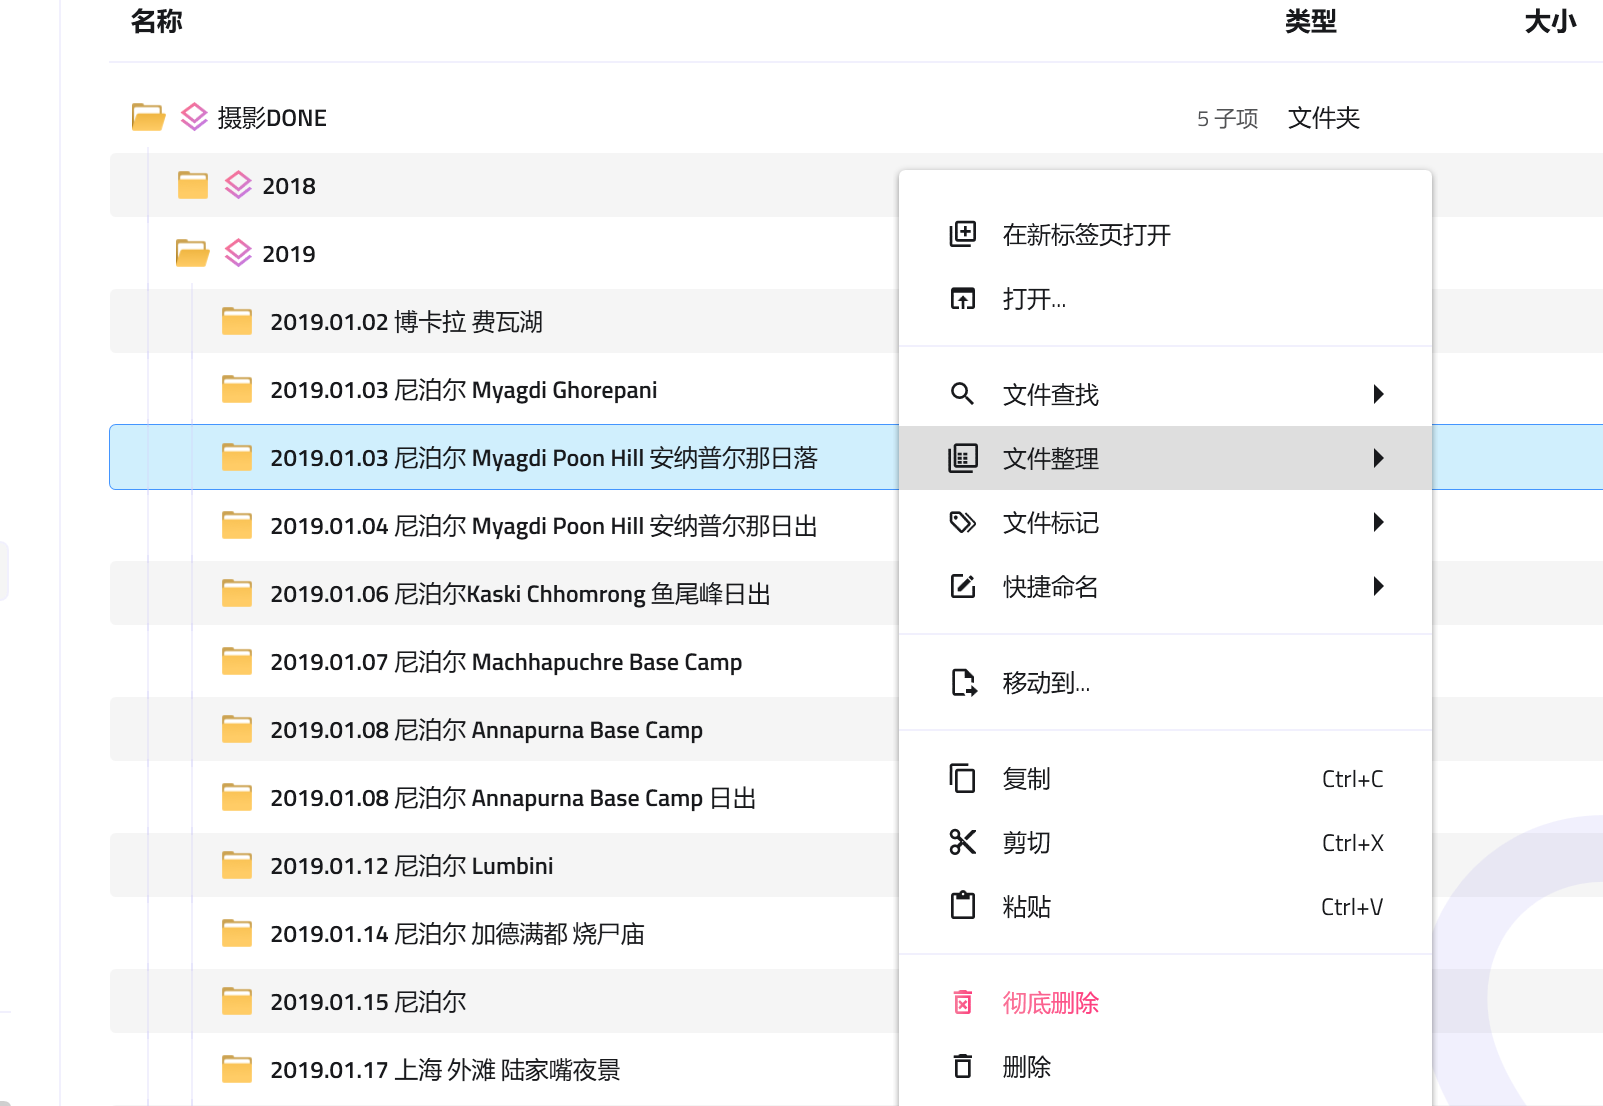 名称 类型 大小
摄影DONE 5 子项 文件夹
2018
2019
2019.01.02 博卡拉 费瓦湖
2019.01.03 尼泊尔 Myagdi Ghorepani
2019.01.03 尼泊尔 Myagdi Poon Hill 安纳普尔那日落
2019.01.04 尼泊尔 Myagdi Poon Hill 安纳普尔那日出
2019.01.06 尼泊尔Kaski Chhomrong 鱼尾峰日出
2019.01.07 尼泊尔 Machhapuchre Base Camp
2019.01.08 尼泊尔 Annapurna Base Camp
2019.01.08 尼泊尔 Annapurna Base Camp 日出
2019.01.12 尼泊尔 Lumbini
2019.01.14 尼泊尔 加德满都 烧尸庙
2019.01.15 尼泊尔
2019.01.17 上海 外滩 陆家嘴夜景
在新标签页打开
打开...
文件查找
文件整理
文件标记
快捷命名
移动到...
复制 Ctrl+C
剪切 Ctrl+X
粘贴 Ctrl+V
彻底删除
删除